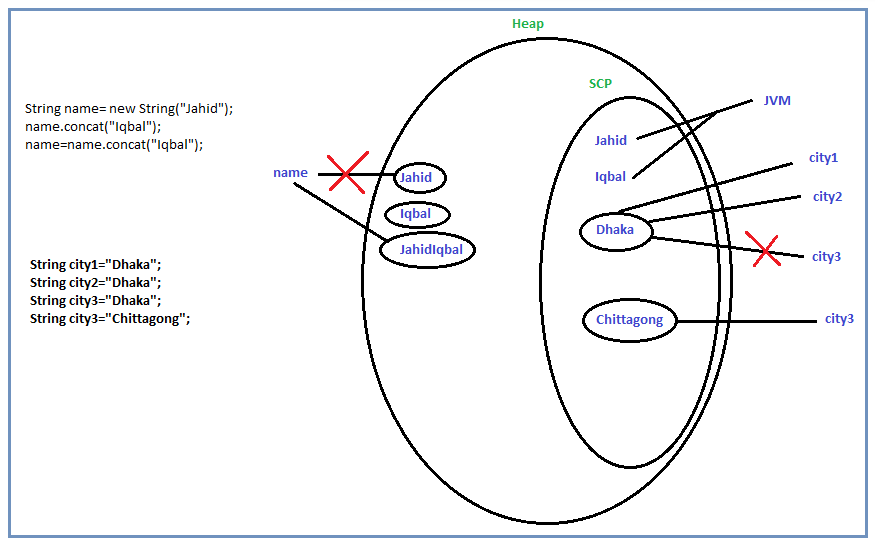 Heap
SCP
JVM
String name= new String("Jahid");
name.concat("Iqbal");
name=name.concat("Iqbal");
Jahid
Iqbal
city1
city2
name
Jahid
Iqbal
JahidIqbal
Dhaka
city3
String city1="Dhaka";
String city2="Dhaka";
String city3="Dhaka";
String city3="Chittagong";
Chittagong
city3